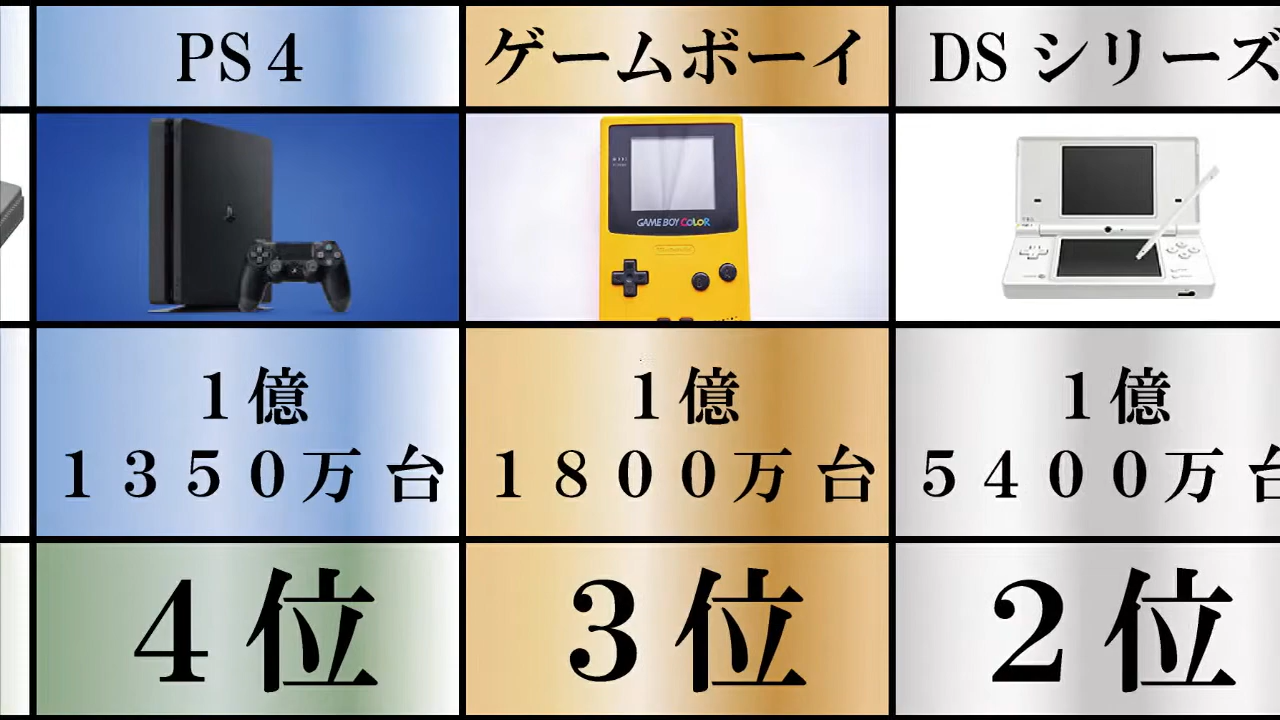 PS4
ゲームボーイ
DSシリーズ
GAME BOY COLOR
Nintendo
1億
1350万台
1億
1800万台
1億
5400万台
4位
3位
2位